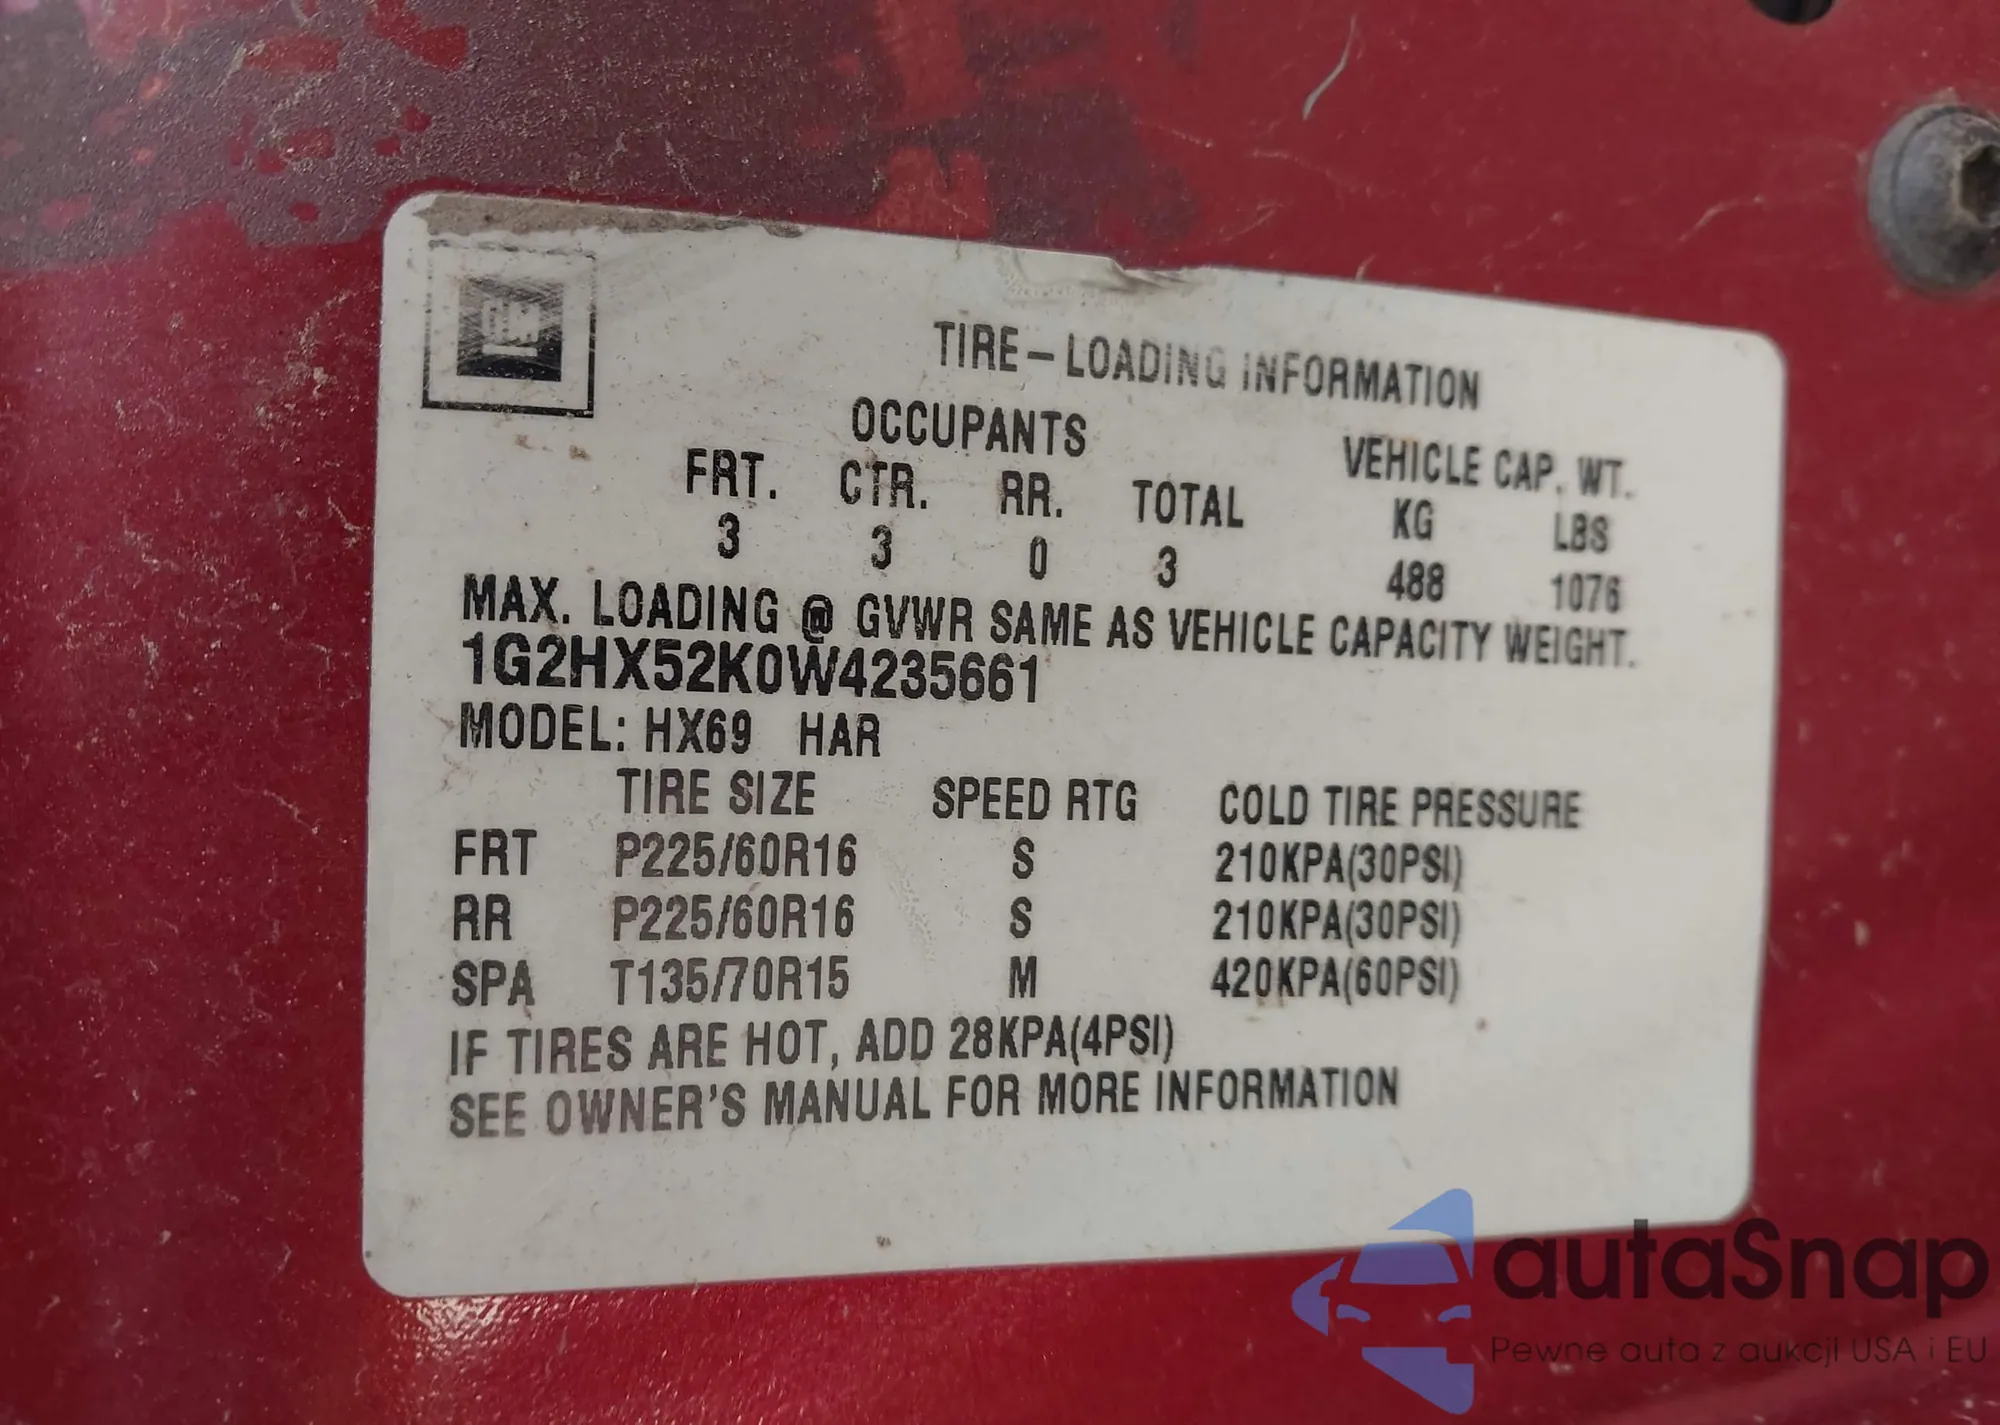 GM
TIRE-LOADING INFORMATION
OCCUPANTS VEHICLE CAP. WT.
FRT. CTR. RR. TOTAL KG LBS
3 3 0 3 488 1076
MAX. LOADING @ GVWR SAME AS VEHICLE CAPACITY WEIGHT.
1G2HX52K0W4235661
MODEL: HX69 HAR
TIRE SIZE SPEED RTG COLD TIRE PRESSURE
FRT P225/60R16 S 210KPA(30PSI)
RR P225/60R16 S 210KPA(30PSI)
SPA T135/70R15 M 420KPA(60PSI)
IF TIRES ARE HOT, ADD 28KPA(4PSI)
SEE OWNER'S MANUAL FOR MORE INFORMATION
autaSnap
Pewne auta z aukcji USA i EU